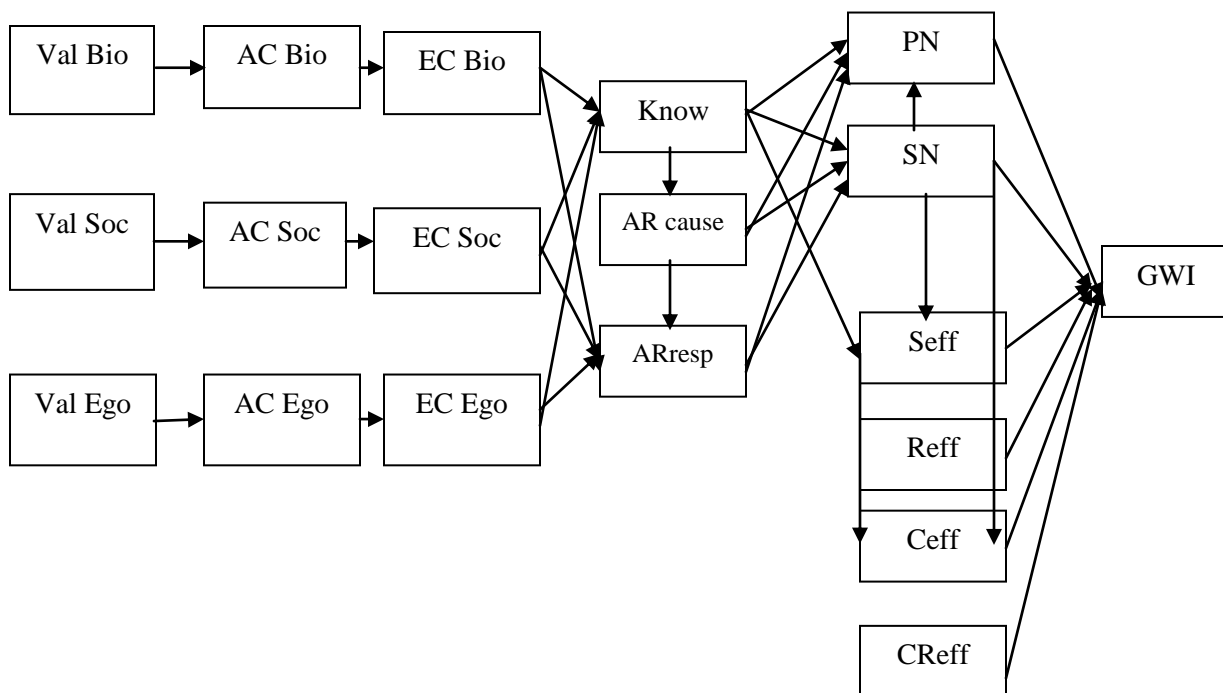 Val Bio
AC Bio
EC Bio
Val Soc
AC Soc
EC Soc
Val Ego
AC Ego
EC Ego
Know
AR cause
ARresp
PN
SN
Seff
Reff
Ceff
CReff
GWI